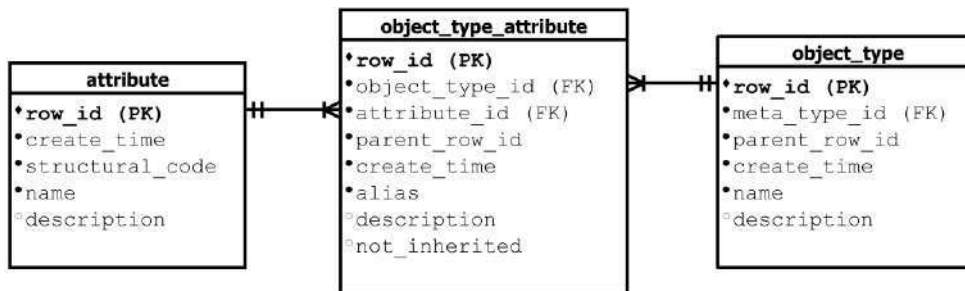 attribute
row_id (PK)
create_time
structural_code
name
description
object_type_attribute
row_id (PK)
object_type_id (FK)
attribute_id (FK)
parent_row_id
create_time
alias
description
not_inherited
object_type
row_id (PK)
meta_type_id (FK)
parent_row_id
create_time
name
description